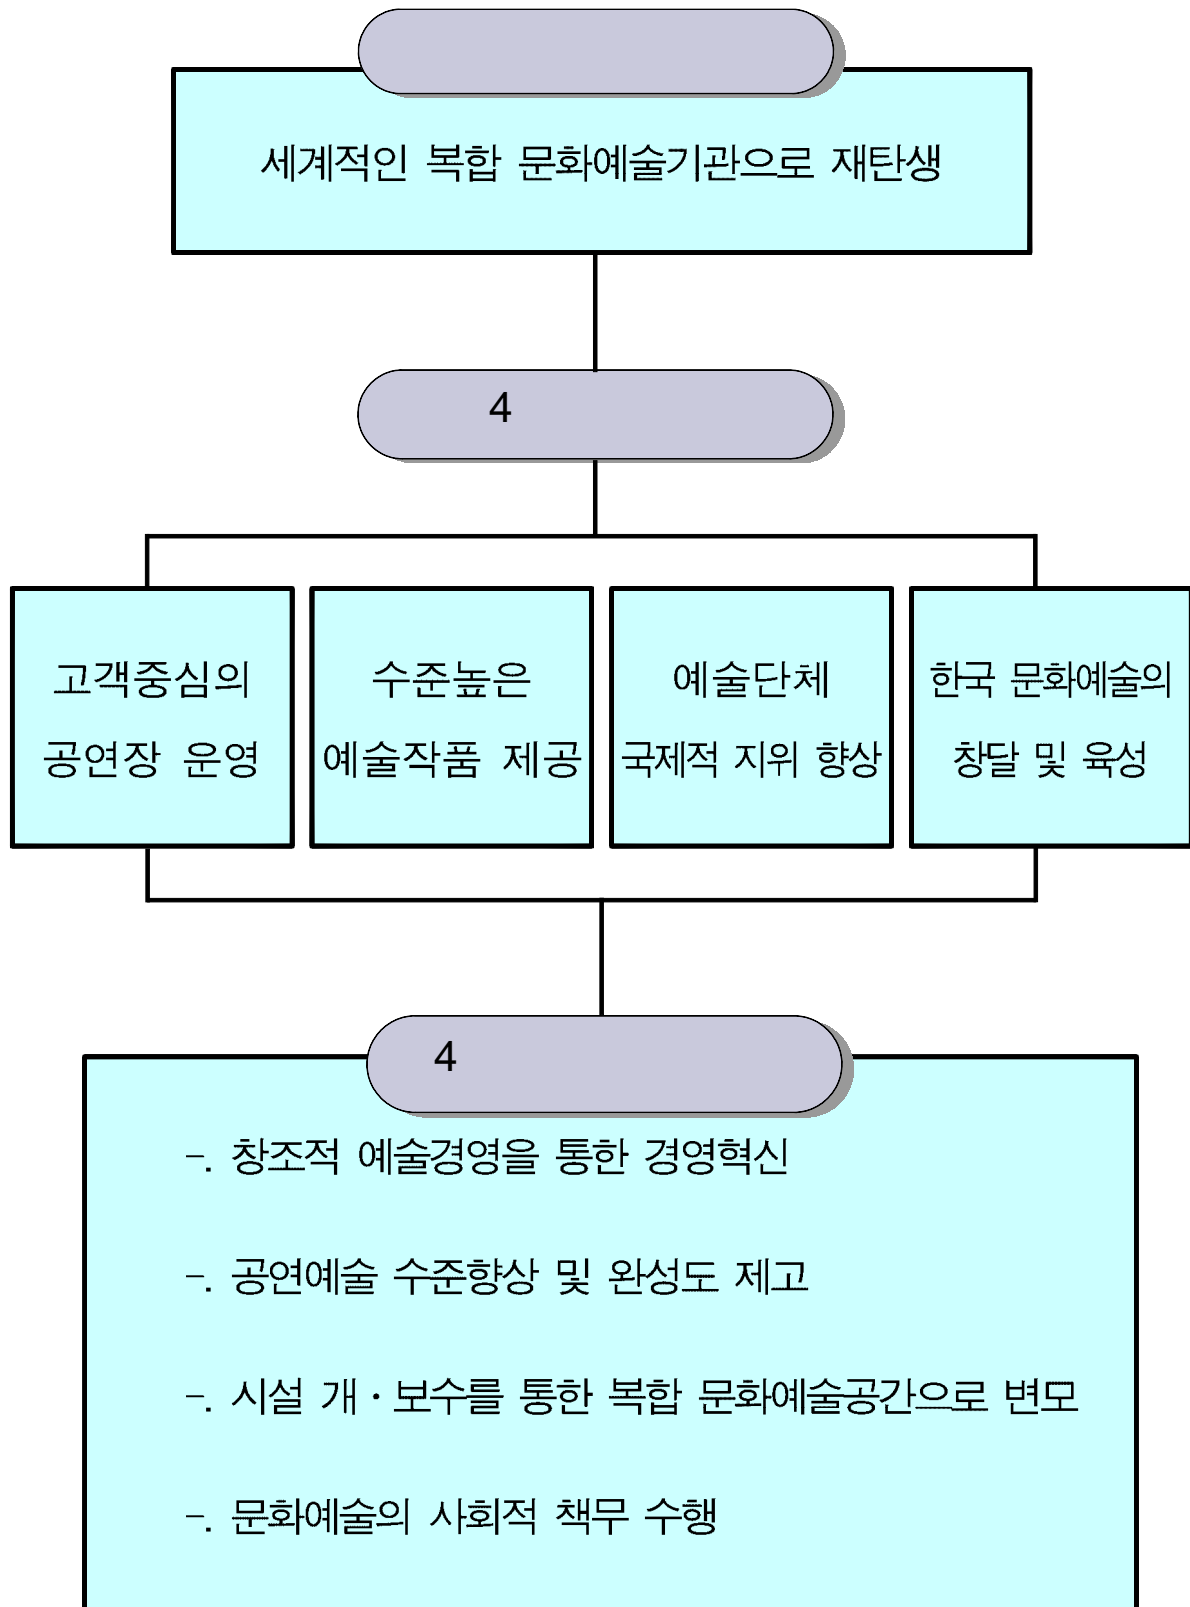 세계적인 복합 문화예술기관으로 재탄생
4
고객중심의
공연장 운영
수준높은
예술작품 제공
예술단체
국제적 지위 향상
한국 문화예술의
창달 및 육성
4
-. 창조적 예술경영을 통한 경영혁신
-. 공연예술 수준향상 및 완성도 제고
-. 시설 개·보수를 통한 복합 문화예술공간으로 변모
-. 문화예술의 사회적 책무 수행